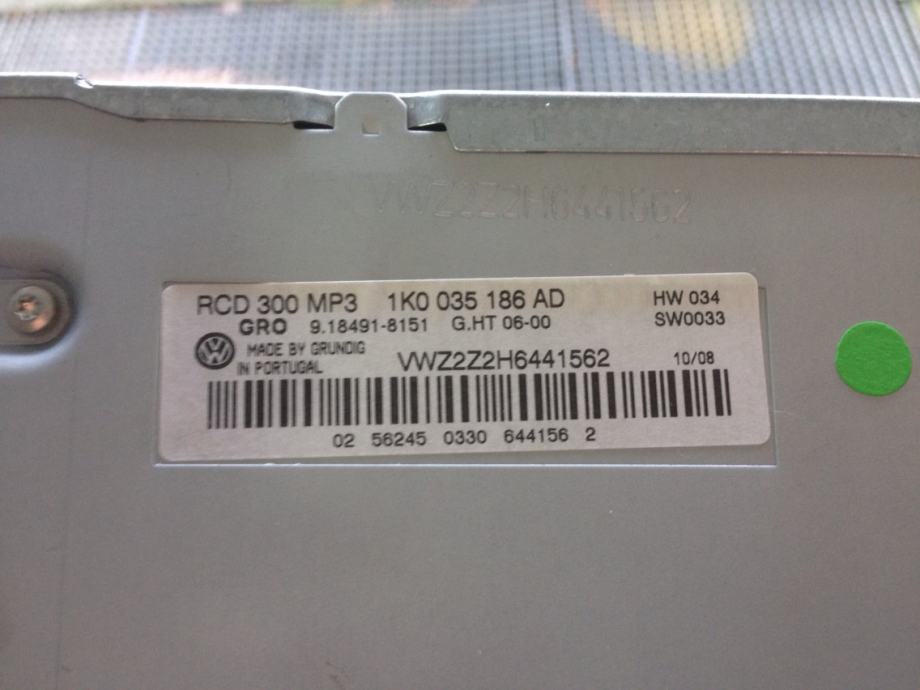 VWZ2Z2H6441562
RCD 300 MP3 1K0 035 186 AD HW 034
GRO 9.18491-8151 G.HT 06-00 SW0033
MADE BY GRUNDIG
IN PORTUGAL VWZ2Z2H6441562 10/08
02 56245 0330 644156 2